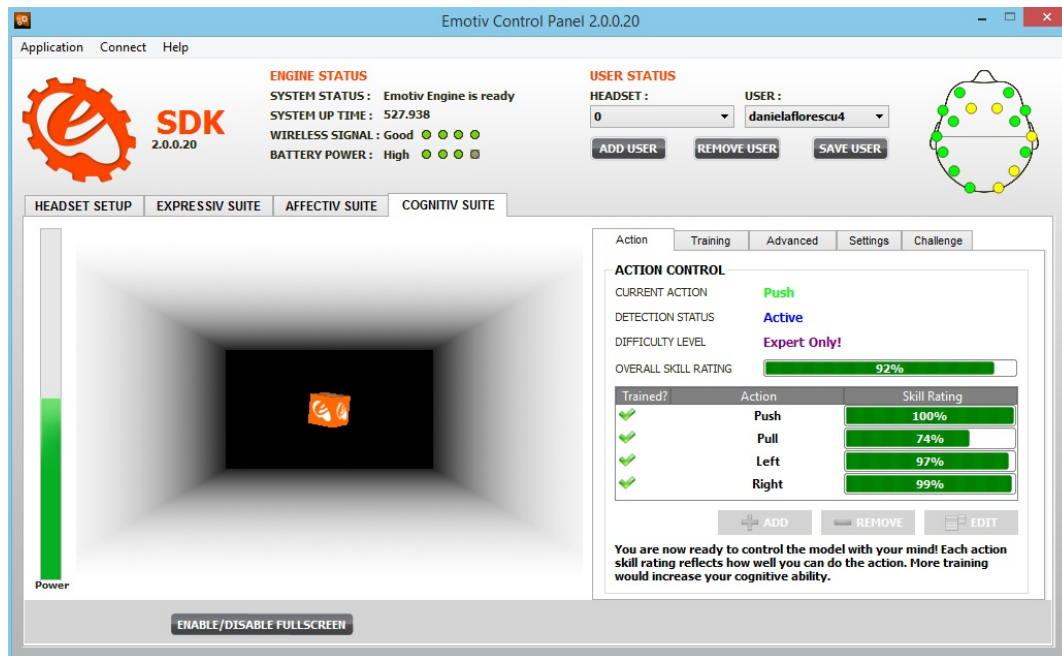 Emotiv Control Panel 2.0.0.20
Application Connect Help
SDK
2.0.0.20
ENGINE STATUS
SYSTEM STATUS : Emotiv Engine is ready
SYSTEM UP TIME : 527.938
WIRELESS SIGNAL : Good
BATTERY POWER : High
USER STATUS
HEADSET : USER :
0 danielaflorescu4
ADD USER REMOVE USER SAVE USER
HEADSET SETUP EXPRESSIV SUITE AFFECTIV SUITE COGNITIV SUITE
Power
ENABLE/DISABLE FULLSCREEN
Action Training Advanced Settings Challenge
ACTION CONTROL
CURRENT ACTION Push
DETECTION STATUS Active
DIFFICULTY LEVEL Expert Only!
OVERALL SKILL RATING 92%
Trained? Action Skill Rating
Push 100%
Pull 74%
Left 97%
Right 99%
ADD REMOVE EDIT
You are now ready to control the model with your mind! Each action
skill rating reflects how well you can do the action. More training
would increase your cognitive ability.